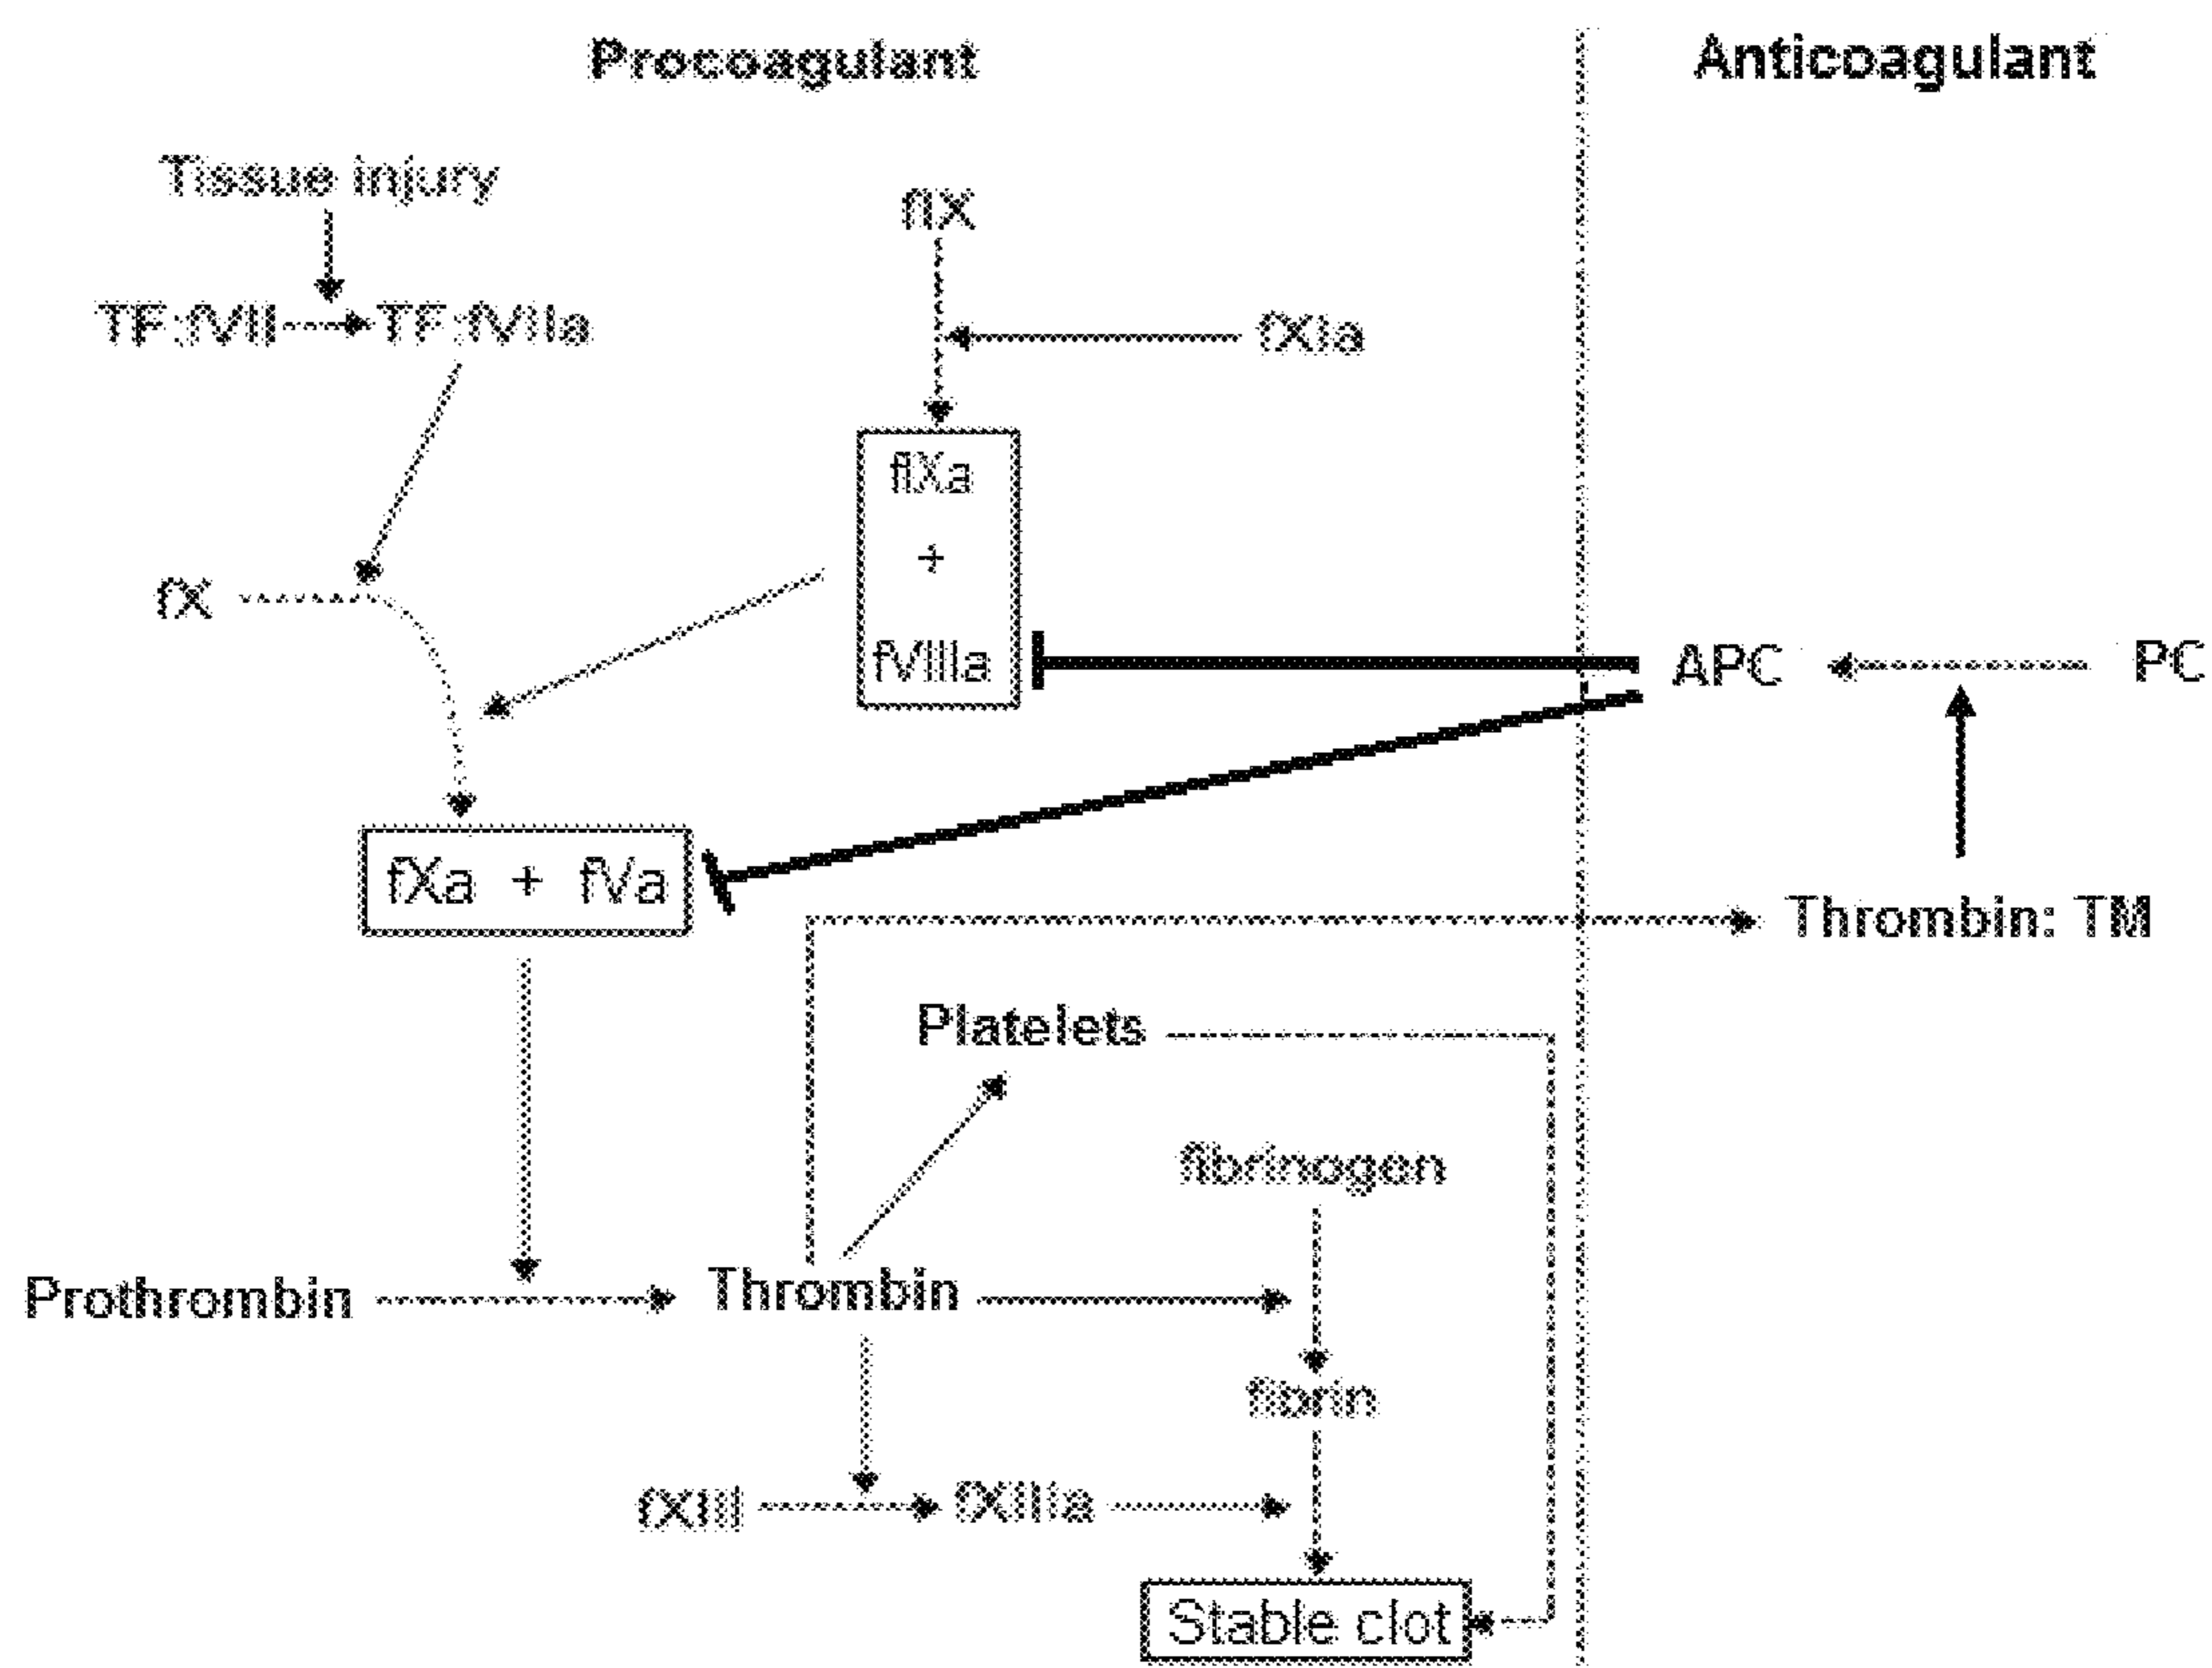 Procoagulant
Anticoagulant
Tissue injury
fIX
TF:fVII
TF:fVIIa
fXIa
fIXa
+
fX
fVIIIa
APC
PC
fXa + fVa
Thrombin: TM
Platelets
fibrinogen
Prothrombin
Thrombin
fibrin
fXIII
fXIIIa
Stable clot